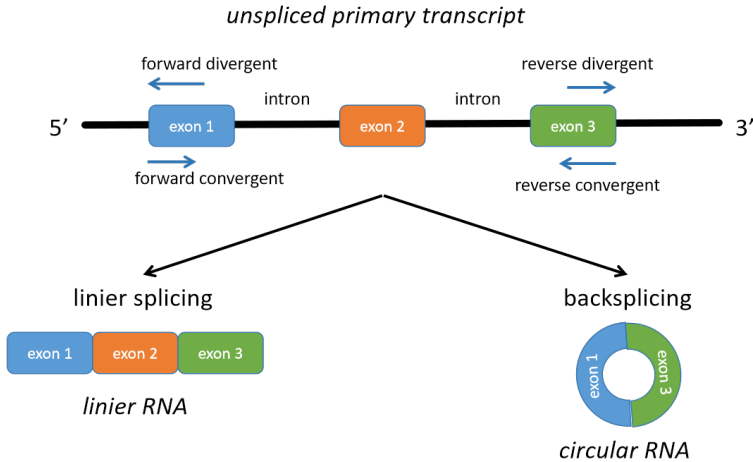 unspliced primary transcript
forward divergent
reverse divergent
intron
intron
5’
exon 1
exon 2
exon 3
3’
forward convergent
reverse convergent
linier splicing
backsplicing
exon 1
exon 2
exon 3
exon 1
exon 3
linier RNA
circular RNA